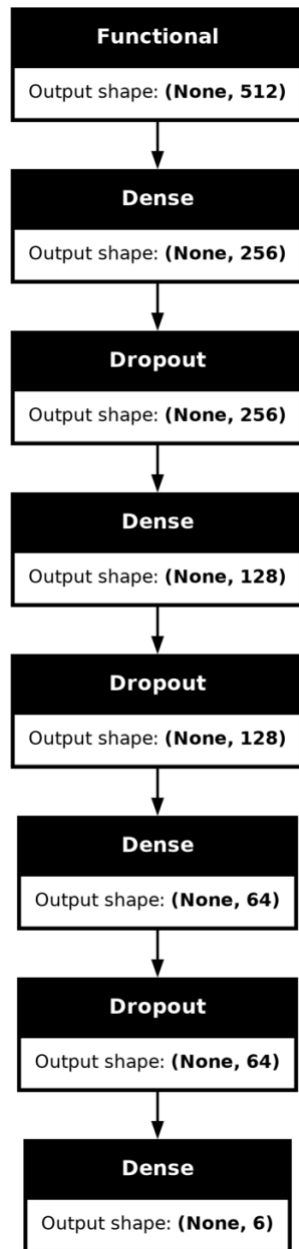 Functional
Output shape: (None, 512)
Dense
Output shape: (None, 256)
Dropout
Output shape: (None, 256)
Dense
Output shape: (None, 128)
Dropout
Output shape: (None, 128)
Dense
Output shape: (None, 64)
Dropout
Output shape: (None, 64)
Dense
Output shape: (None, 6)